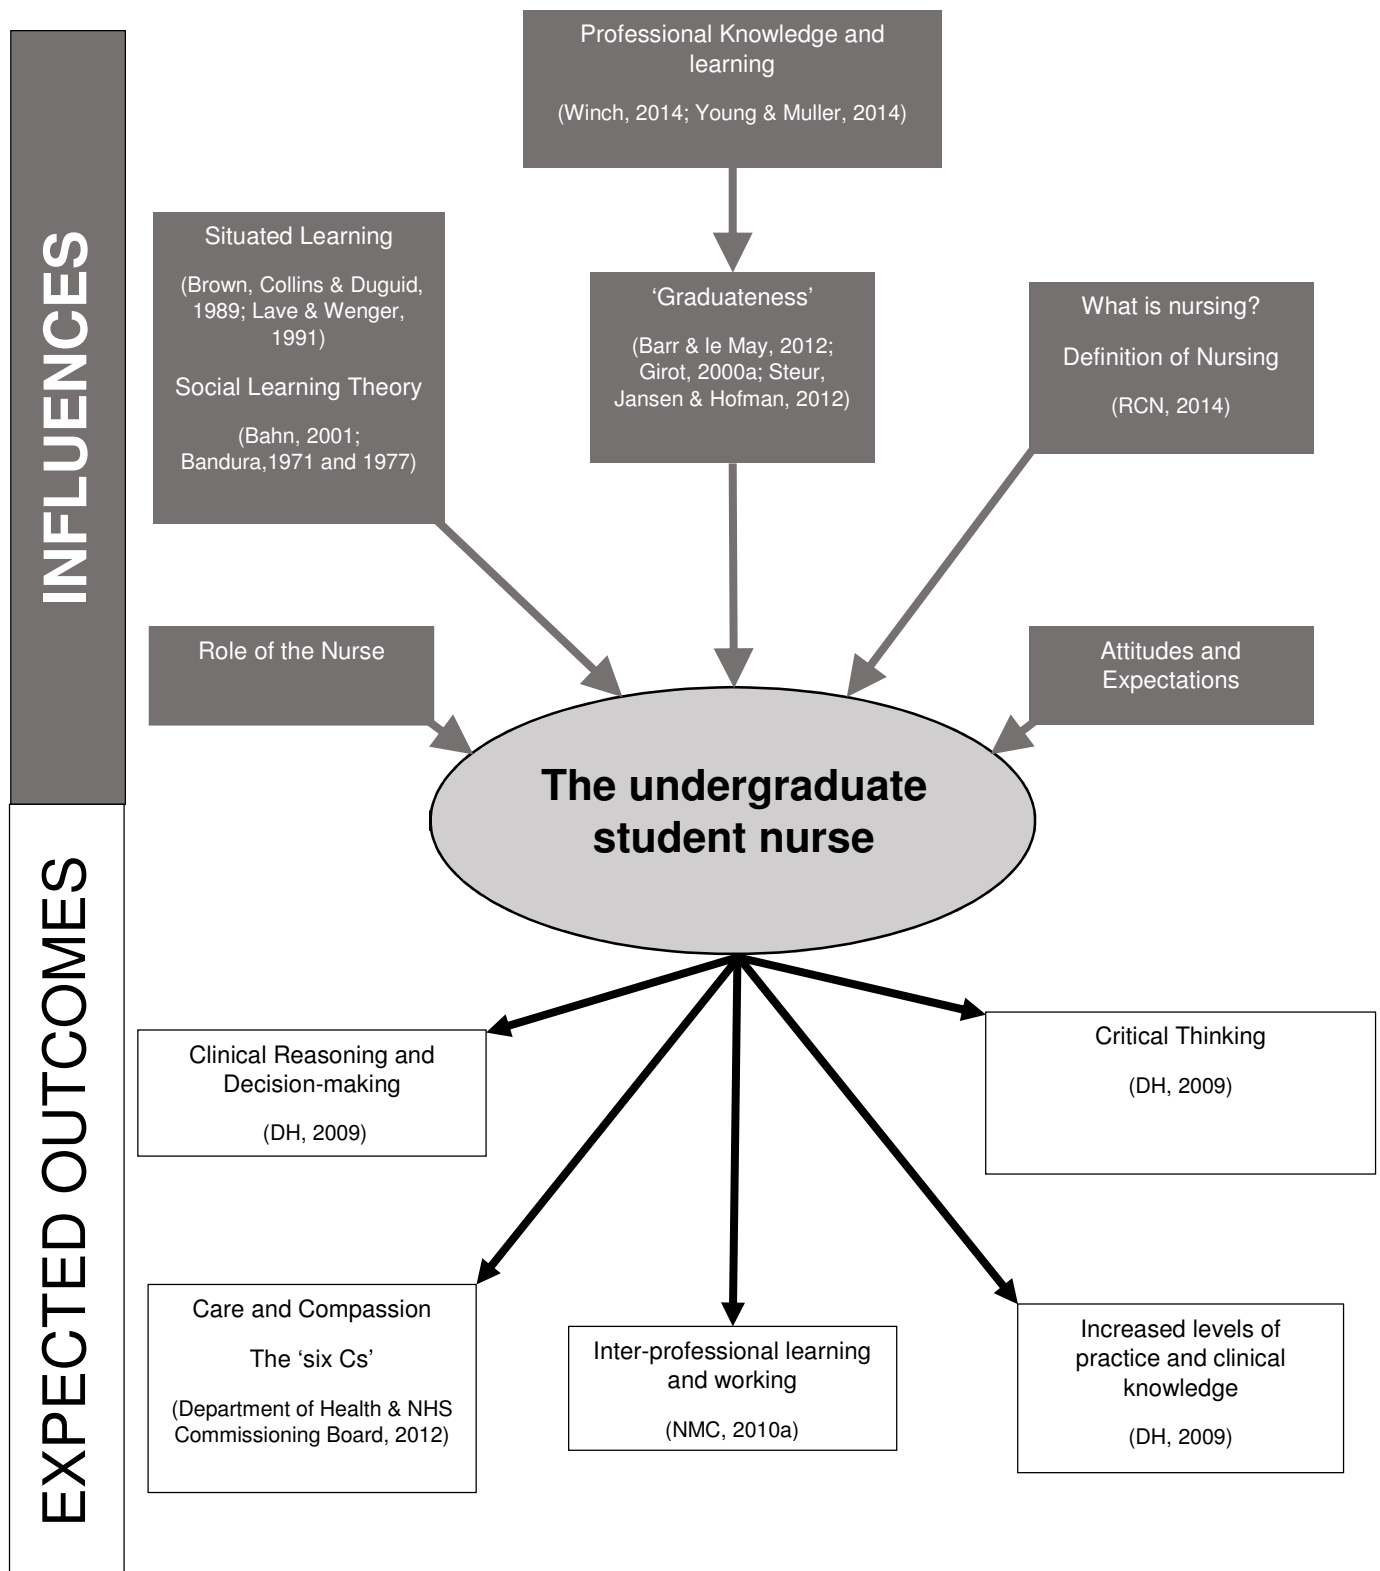 INFLUENCES
Professional Knowledge and
learning
(Winch, 2014; Young & Muller, 2014)
Situated Learning
(Brown, Collins & Duguid,
1989; Lave & Wenger,
1991)
Social Learning Theory
(Bahn, 2001;
Bandura,1971 and 1977)
‘Graduateness’
(Barr & le May, 2012;
Girot, 2000a; Steur,
Jansen & Hofman, 2012)
What is nursing?
Definition of Nursing
(RCN, 2014)
Role of the Nurse
Attitudes and
Expectations
The undergraduate
student nurse
EXPECTED OUTCOMES
Clinical Reasoning and
Decision-making
(DH, 2009)
Critical Thinking
(DH, 2009)
Care and Compassion
The ‘six Cs’
(Department of Health & NHS
Commissioning Board, 2012)
Inter-professional learning
and working
(NMC, 2010a)
Increased levels of
practice and clinical
knowledge
(DH, 2009)